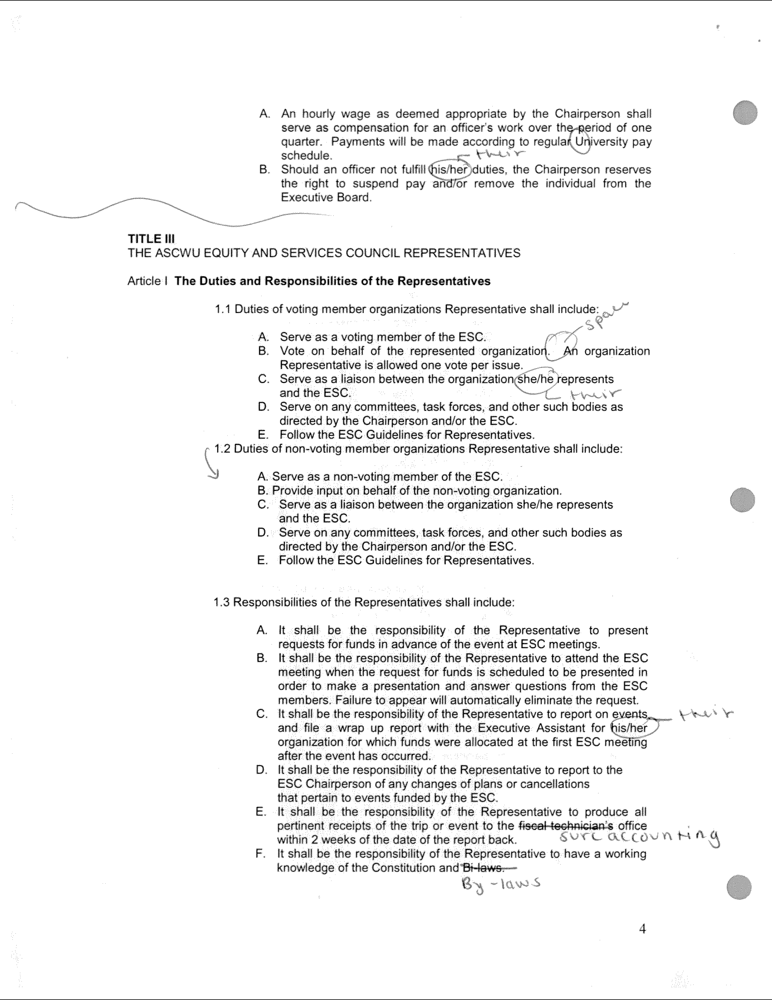 A. An hourly wage as deemed appropriate by the Chairperson shall
serve as compensation for an officer's work over the period of one
quarter. Payments will be made according to regular University pay
schedule.
their
B. Should an officer not fulfill his/her duties, the Chairperson reserves
the right to suspend pay and/or remove the individual from the
Executive Board.
TITLE III
THE ASCWU EQUITY AND SERVICES COUNCIL REPRESENTATIVES
Article I The Duties and Responsibilities of the Representatives
1.1 Duties of voting member organizations Representative shall include:
space
A. Serve as a voting member of the ESC.
B. Vote on behalf of the represented organization. An organization
Representative is allowed one vote per issue.
C. Serve as a liaison between the organization she/he represents
and the ESC.
their
D. Serve on any committees, task forces, and other such bodies as
directed by the Chairperson and/or the ESC.
E. Follow the ESC Guidelines for Representatives.
1.2 Duties of non-voting member organizations Representative shall include:
A. Serve as a non-voting member of the ESC.
B. Provide input on behalf of the non-voting organization.
C. Serve as a liaison between the organization she/he represents
and the ESC.
D. Serve on any committees, task forces, and other such bodies as
directed by the Chairperson and/or the ESC.
E. Follow the ESC Guidelines for Representatives.
1.3 Responsibilities of the Representatives shall include:
A. It shall be the responsibility of the Representative to present
requests for funds in advance of the event at ESC meetings.
B. It shall be the responsibility of the Representative to attend the ESC
meeting when the request for funds is scheduled to be presented in
order to make a presentation and answer questions from the ESC
members. Failure to appear will automatically eliminate the request.
C. It shall be the responsibility of the Representative to report on events
their
and file a wrap up report with the Executive Assistant for his/her
organization for which funds were allocated at the first ESC meeting
after the event has occurred.
D. It shall be the responsibility of the Representative to report to the
ESC Chairperson of any changes of plans or cancellations
that pertain to events funded by the ESC.
E. It shall be the responsibility of the Representative to produce all
pertinent receipts of the trip or event to the fiscal technician's office
surc accounting
within 2 weeks of the date of the report back.
F. It shall be the responsibility of the Representative to have a working
knowledge of the Constitution and Bi-laws.
By-laws
4